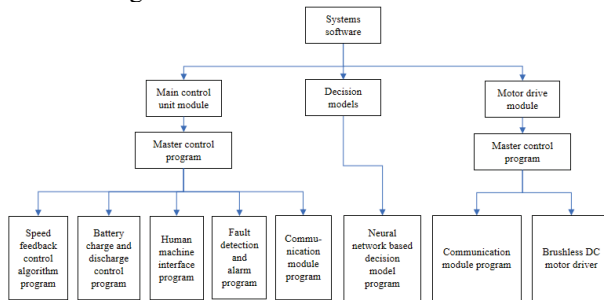 Systems
software
Main control
unit module
Decision
models
Motor drive
module
Master control
program
Master control
program
Speed
feedback
control
algorithm
program
Battery
charge and
discharge
control
program
Human
machine
interface
program
Fault
detection
and
alarm
program
Commu-
nication
module
program
Neural
network based
decision
model
program
Communication
module program
Brushless DC
motor driver